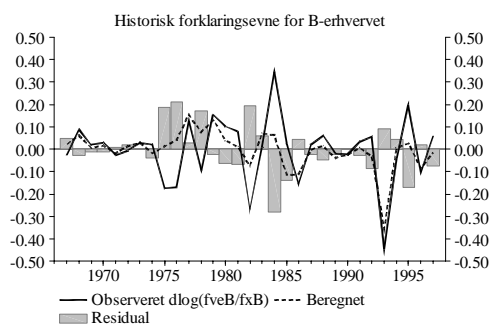 Historisk forklaringsevne for B-erhvervet
0.50 0.50
0.40 0.40
0.30 0.30
0.20 0.20
0.10 0.10
0.00 0.00
-0.10 -0.10
-0.20 -0.20
-0.30 -0.30
-0.40 -0.40
-0.50 -0.50
1970 1975 1980 1985 1990 1995
Observeret dlog(fveB/fxB) Beregnet
Residual